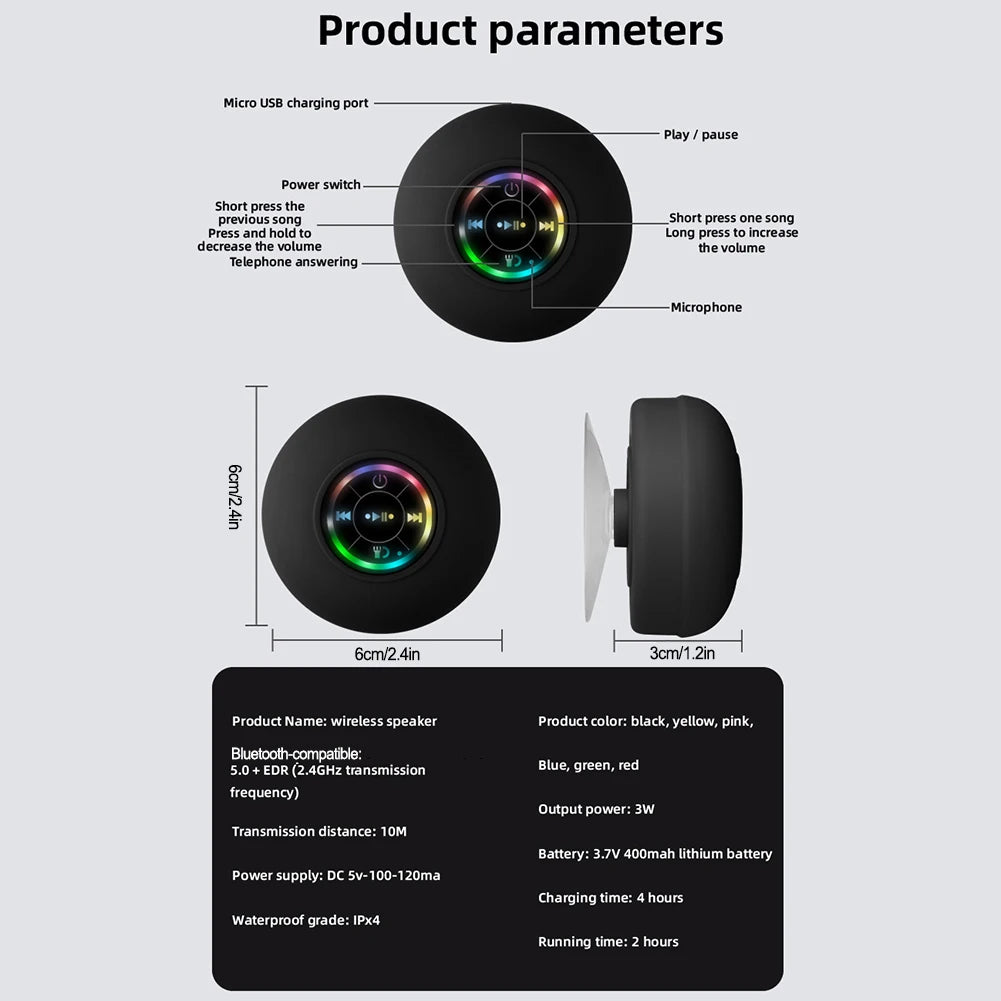 Product parameters
Micro USB charging port
Play / pause
Power switch
Short press the
previous song
Press and hold to
decrease the volume
Short press one song
Long press to increase
the volume
Telephone answering
Microphone
6cm/2.4in
6cm/2.4in
3cm/1.2in
Product Name: wireless speaker
Bluetooth-compatible:
5.0 + EDR (2.4GHz transmission
frequency)
Transmission distance: 10M
Power supply: DC 5v-100-120ma
Waterproof grade: IPx4
Product color: black, yellow, pink,
Blue, green, red
Output power: 3W
Battery: 3.7V 400mah lithium battery
Charging time: 4 hours
Running time: 2 hours